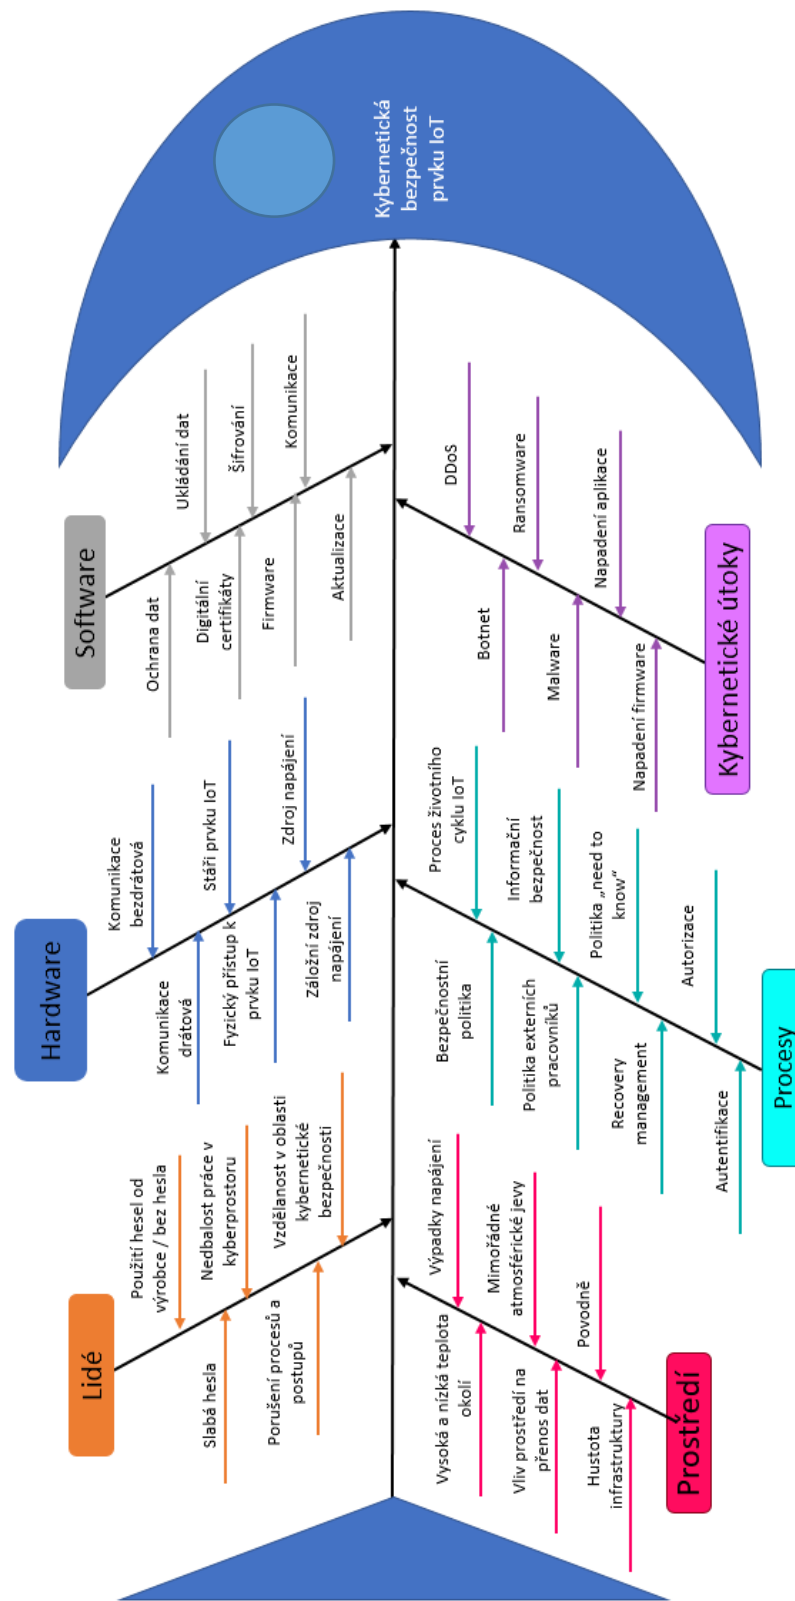 Kybernetická
bezpečnost
prvku IoT
Software
Ochrana dat
Ukládání dat
Digitální
certifikáty
Šifrování
Firmware
Komunikace
Aktualizace
Hardware
Komunikace
bezdrátová
Komunikace
drátová
Stáří prvku IoT
Fyzický přístup k
prvku IoT
Zdroj napájení
Záložní zdroj
napájení
Lidé
Použití hesel od
výrobce / bez hesla
Slabá hesla
Nedbalost práce v
kyberprostoru
Porušení procesů a
postupů
Vzdělanost v oblasti
kybernetické
bezpečnosti
DDoS
Botnet
Ransomware
Malware
Napadení aplikace
Napadení firmware
Kybernetické útoky
Proces životního
cyklu IoT
Bezpečnostní
politika
Informační
bezpečnost
Politika externích
pracovníků
Politika „need to
know“
Recovery
management
Autorizace
Autentifikace
Procesy
Výpadky napájení
Vysoká a nízká teplota
okolí
Mimořádné
atmosférické jevy
Vliv prostředí na
přenos dat
Povodně
Hustota
infrastruktury
Prostředí